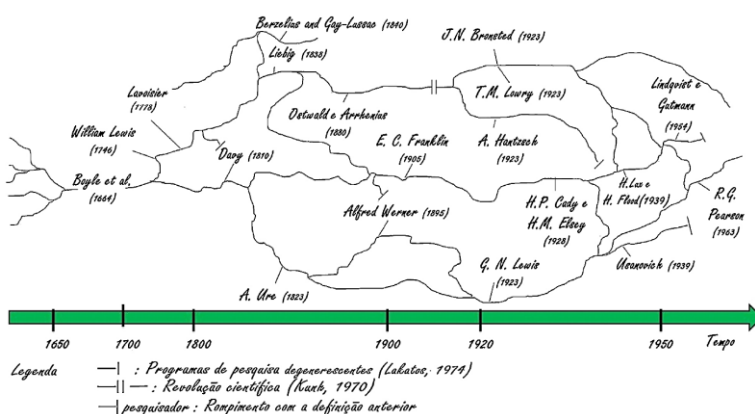 Berzelius and Gay-Lussac (1840)
Liebig (1838)
J.N. Bronsted (1923)
T.M. Lowry (1923)
Lavoisier
(1778)
Lindqvist e
Gutmann
(1954)
Ostwald e Arrhenius
(1880)
William Lewis
(1746)
Davy (1810)
E. C. Franklin
(1905)
A. Hantzsch
(1923)
Boyle et al,
(1664)
Alfred Werner (1895)
H.P. Cady e
H.M. Elsey
(1928)
H.Lux e
H. Flood(1939)
R.G.
Pearson
(1963)
G. N. Lewis
(1923)
Usanovich (1939)
A. Ure (1823)
1650
1700
1800
1900
1920
1950
Tempo
Legenda
: Programas de pesquisa degenerescentes (Lakatos, 1974)
: Revolução científica (Kunh, 1970)
pesquisador : Rompimento com a definição anterior